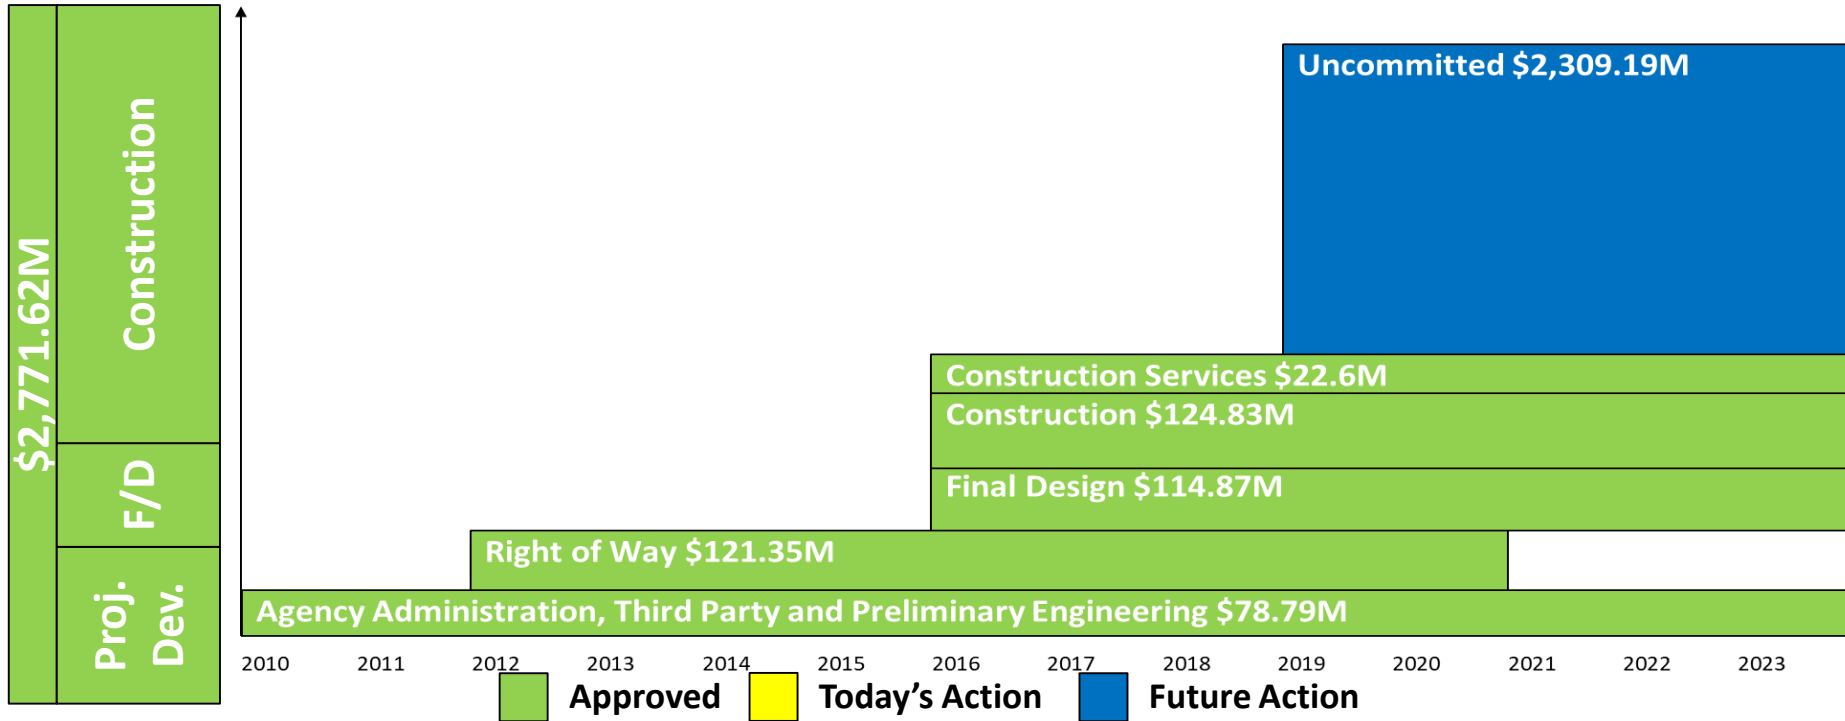 $2,771.62M
Construction
F/D
Proj.
Dev.
Uncommitted $2,309.19M
Construction Services $22.6M
Construction $124.83M
Final Design $114.87M
Right of Way $121.35M
Agency Administration, Third Party and Preliminary Engineering $78.79M
2010 2011 2012 2013 2014 2015 2016 2017 2018 2019 2020 2021 2022 2023
Approved Today’s Action Future Action